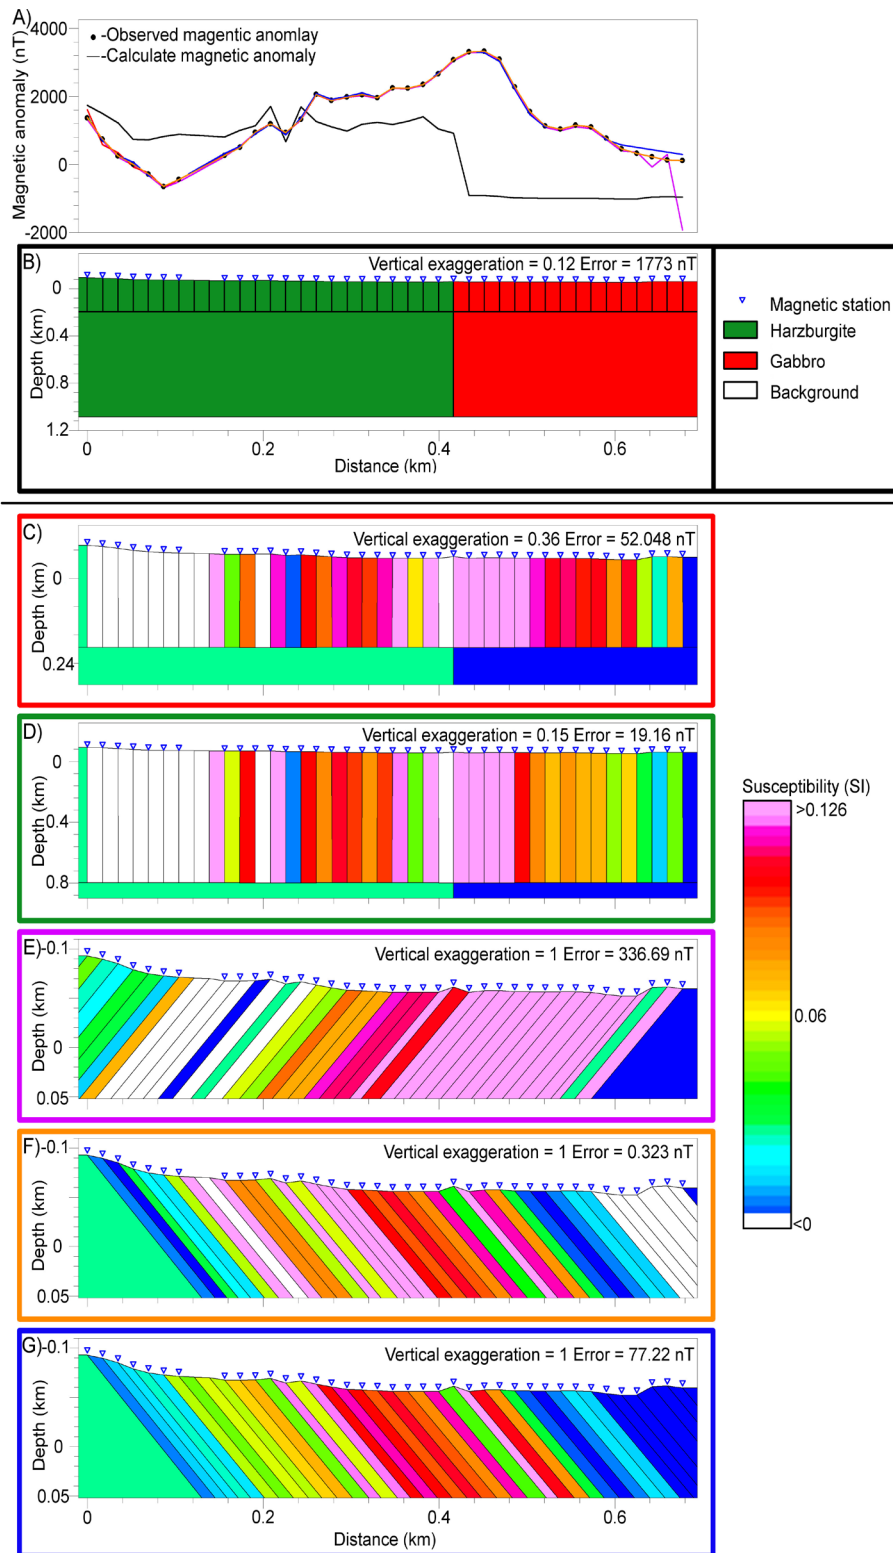 A)
4000
2000
0
-2000
Magnetic anomaly (nT)
-Observed magentic anomlay
-Calculate magnetic anomaly
B)
Vertical exaggeration = 0.12 Error = 1773 nT
0
0.4
0.8
1.2
Depth (km)
0 0.2 0.4 0.6
Distance (km)
Magnetic station
Harzburgite
Gabbro
Background
C)
Vertical exaggeration = 0.36 Error = 52.048 nT
0
0.24
Depth (km)
D)
Vertical exaggeration = 0.15 Error = 19.16 nT
0
0.4
0.8
Depth (km)
Susceptibility (SI)
>0.126
0.06
<0
E)
-0.1
Vertical exaggeration = 1 Error = 336.69 nT
0
0.05
Depth (km)
F)
-0.1
Vertical exaggeration = 1 Error = 0.323 nT
0
0.05
Depth (km)
G)
-0.1
Vertical exaggeration = 1 Error = 77.22 nT
0
0.05
Depth (km)
0 0.2 0.4 0.6
Distance (km)